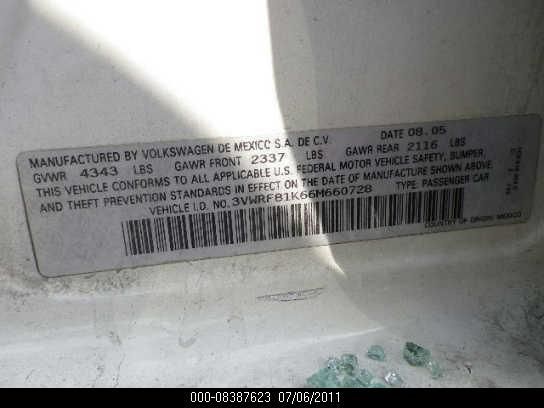 MANUFACTURED BY VOLKSWAGEN DE MEXICO S.A. DE C.V. DATE 08.05
GVWR 4343 LBS GAWR FRONT 2337 LBS GAWR REAR 2116 LBS
THIS VEHICLE CONFORMS TO ALL APPLICABLE U.S. FEDERAL MOTOR VEHICLE SAFETY, BUMPER,
AND THEFT PREVENTION STANDARDS IN EFFECT ON THE DATE OF MANUFACTURE SHOWN ABOVE.
VEHICLE I.D. NO. 3VWRF81K66M660728 TYPE: PASSENGER CAR
COUNTRY OF ORIGIN: MEXICO
000-08387623 07/06/2011